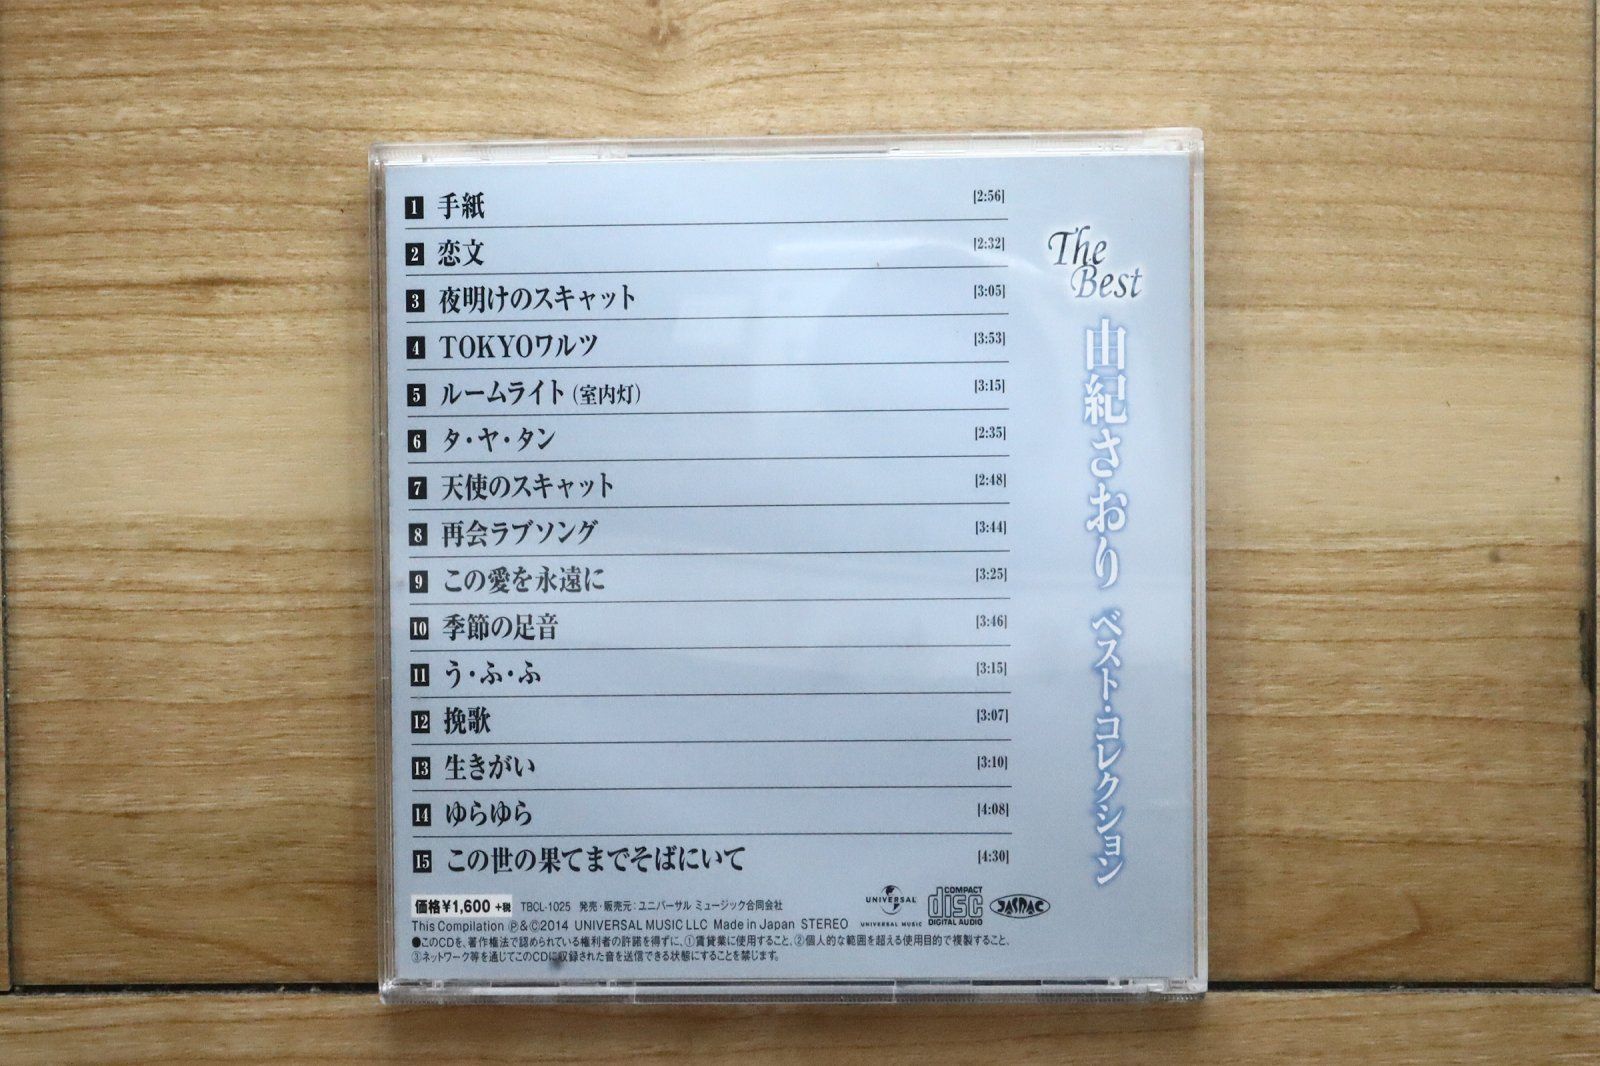 1 手紙 [2:56]
2 恋文 [2:32]
3 夜明けのスキャット [3:05]
4 TOKYOワルツ [3:53]
5 ルームライト(室内灯) [3:15]
6 タ・ヤ・タン [2:35]
7 天使のスキャット [2:48]
8 再会ラブソング [3:44]
9 この愛を永遠に [3:25]
10 季節の足音 [3:46]
11 う・ふ・ふ [3:15]
12 挽歌 [3:07]
13 生きがい [3:10]
14 ゆらゆら [4:08]
15 この世の果てまでそばにいて [4:30]
The
Best
由紀さおり ベスト・コレクション
価格¥1,600 +税 TBCL-1025 発売・販売元:ユニバーサル ミュージック合同会社
This Compilation ℗&©2014 UNIVERSAL MUSIC LLC Made in Japan STEREO
UNIVERSAL
UNIVERSAL MUSIC
COMPACT
disc
DIGITAL AUDIO
JASRAC
●このCDを、著作権法で認められている権利者の許諾を得ずに、①賃貸業に使用すること、②個人的な範囲を超える使用目的で複製すること、
③ネットワーク等を通じてこのCDに収録された音を送信できる状態にすることを禁じます。